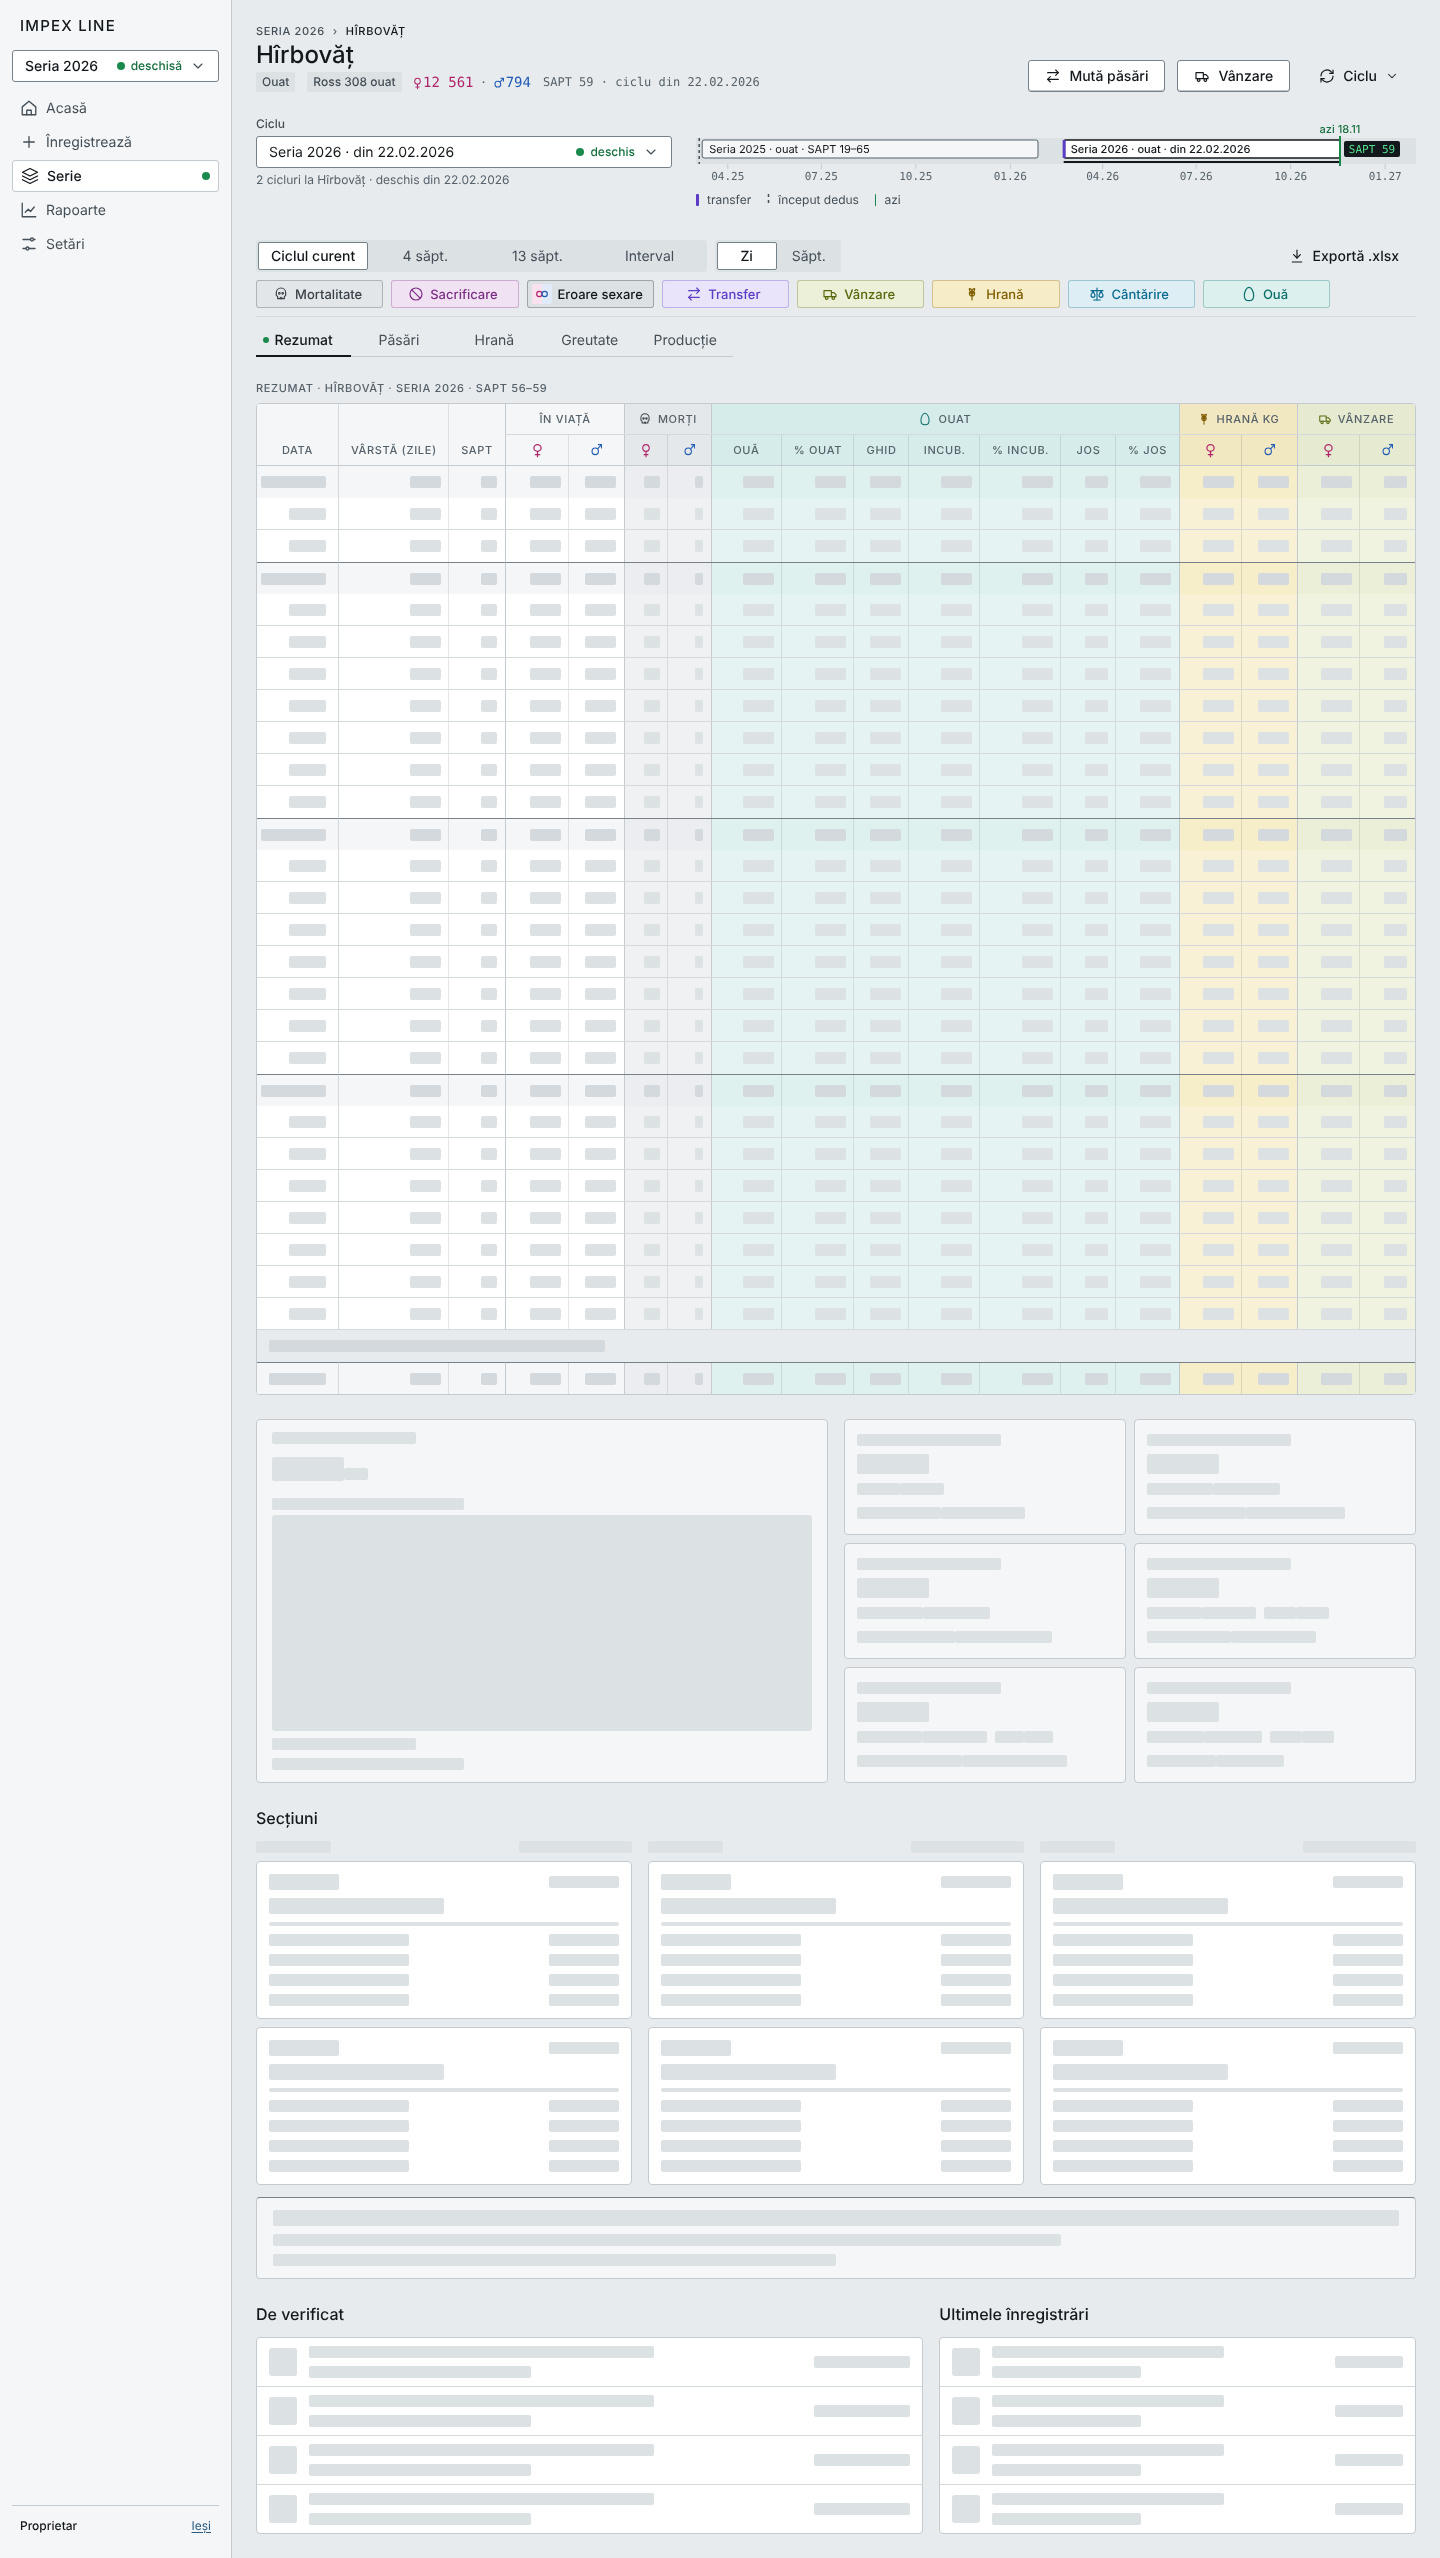 IMPEX LINE
Seria 2026 deschisă
Acasă
Înregistrează
Serie
Rapoarte
Setări
SERIA 2026 › HÎRBOVĂȚ
Hîrbovăț
Ouat Ross 308 ouat ♀12 561 · ♂794 SAPT 59 · ciclu din 22.02.2026
Mută păsări Vânzare Ciclu
Ciclu
Seria 2026 · din 22.02.2026 deschis
2 cicluri la Hîrbovăț · deschis din 22.02.2026
azi 18.11
Seria 2025 · ouat · SAPT 19–65 Seria 2026 · ouat · din 22.02.2026 SAPT 59
04.25 07.25 10.25 01.26 04.26 07.26 10.26 01.27
transfer început dedus azi
Ciclul curent 4 săpt. 13 săpt. Interval Zi Săpt. Exportă .xlsx
Mortalitate Sacrificare Eroare sexare Transfer Vânzare Hrană Cântărire Ouă
Rezumat Păsări Hrană Greutate Producție
REZUMAT · HÎRBOVĂȚ · SERIA 2026 · SAPT 56–59
ÎN VIAȚĂ MORȚI OUAT HRANĂ KG VÂNZARE
DATA VÂRSTĂ (ZILE) SAPT ♀ ♂ ♀ ♂ OUĂ % OUAT GHID INCUB. % INCUB. JOS % JOS ♀ ♂ ♀ ♂
Secțiuni
De verificat Ultimele înregistrări
Proprietar Ieși